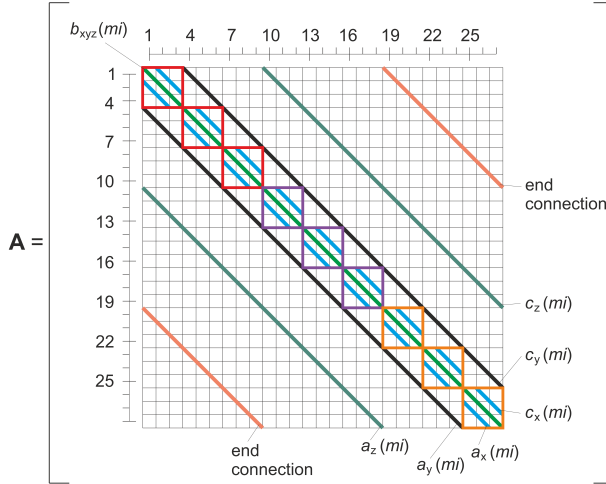 b_xyz (mi)
1 4 7 10 13 16 19 22 25
1
4
7
10
13
16
19
22
25
A =
end
connection
c_z (mi)
c_y (mi)
c_x (mi)
a_x (mi)
a_y (mi)
a_z (mi)
end
connection